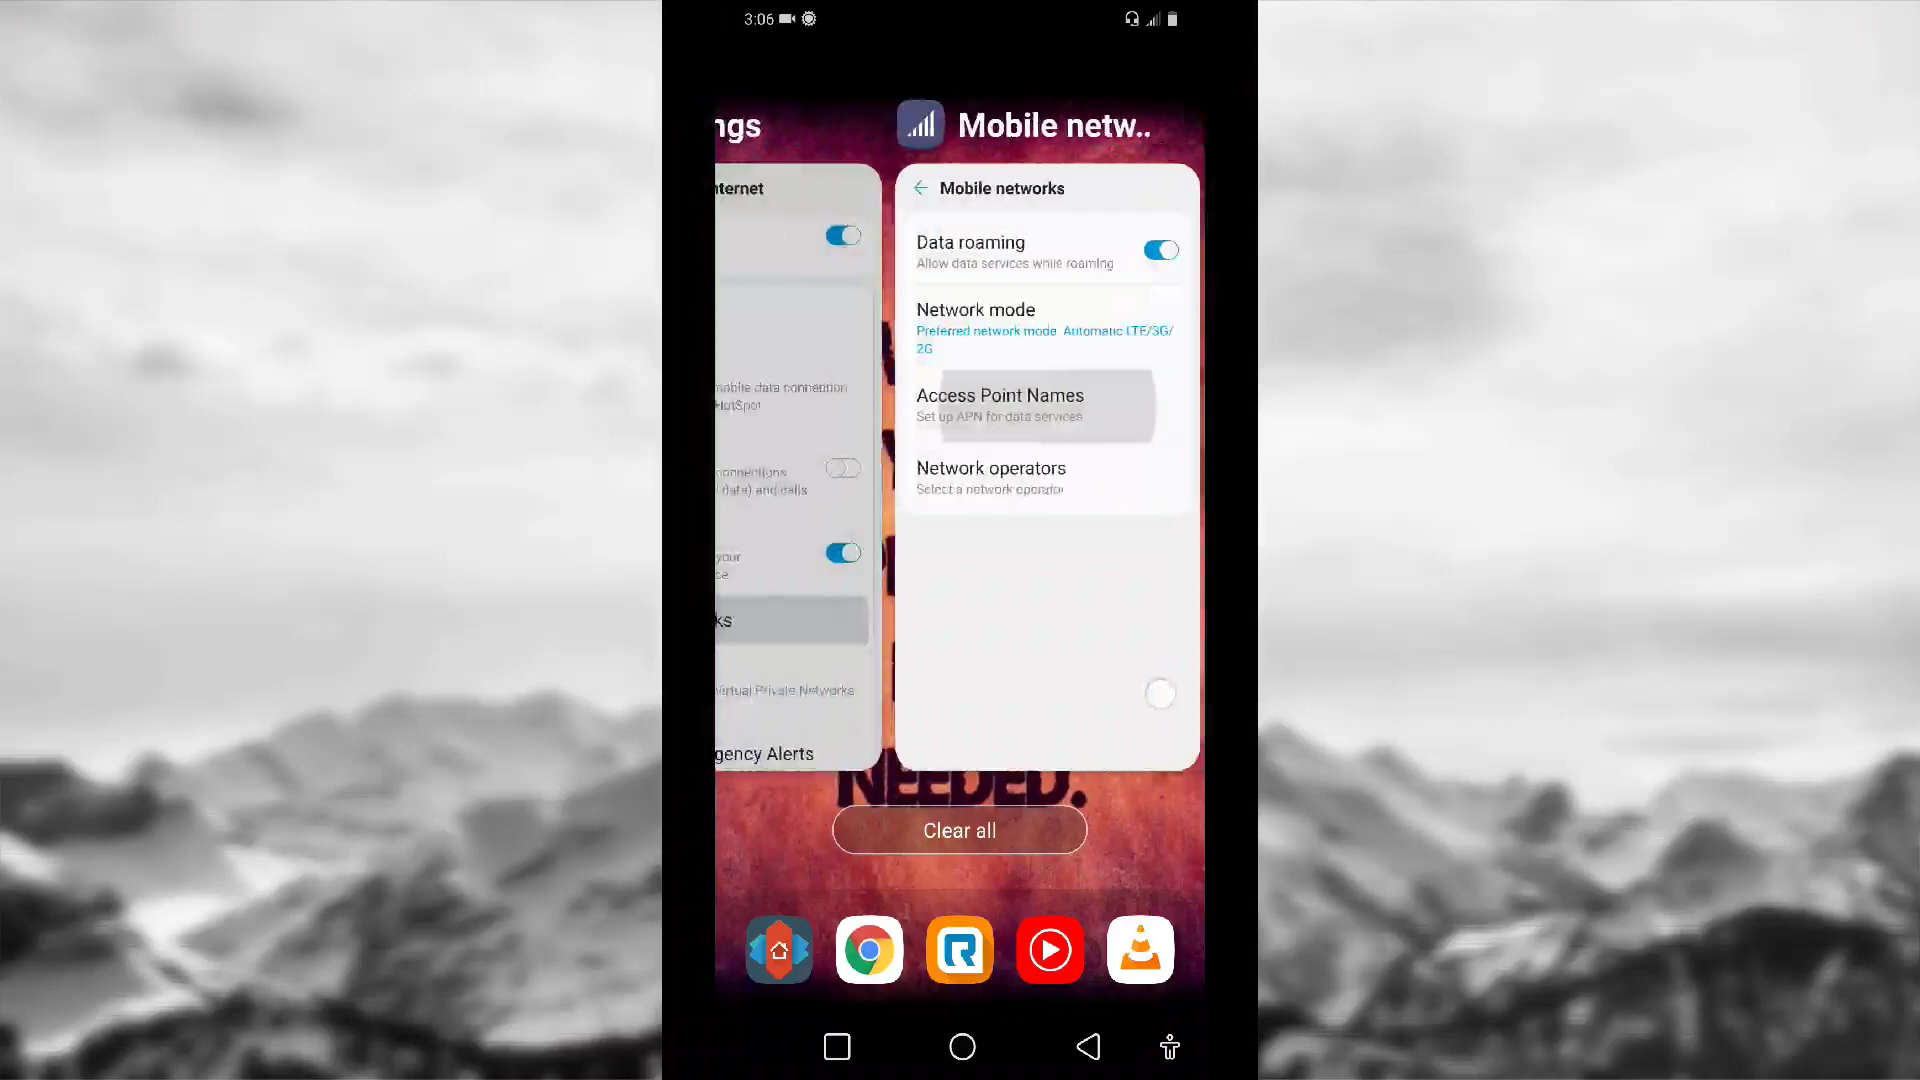 3:06
ngs
Mobile netw..
nternet
mobile data connection
HotSpot
onnections
data) and calls
your
ce
ks
Virtual Private Networks
gency Alerts
Mobile networks
Data roaming
Allow data services while roaming
Network mode
Preferred network mode: Automatic LTE/3G/
2G
Access Point Names
Set up APN for data services
Network operators
Select a network operator
NEEDED.
Clear all